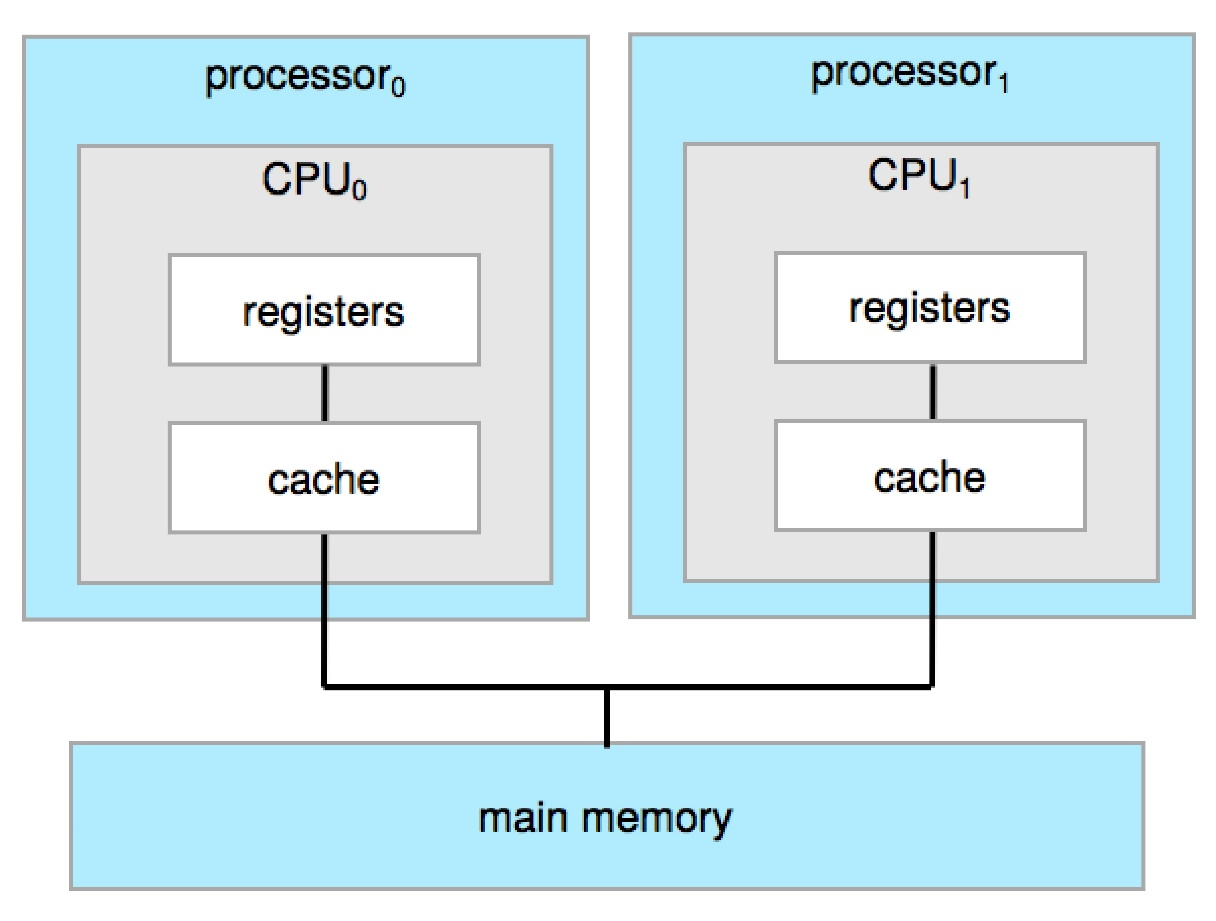 processor₀
CPU₀
registers
cache
processor₁
CPU₁
registers
cache
main memory